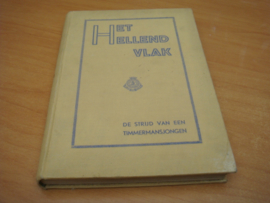 HET
HELLEND
VLAK
DE STRIJD VAN EEN
TIMMERMANSJONGEN